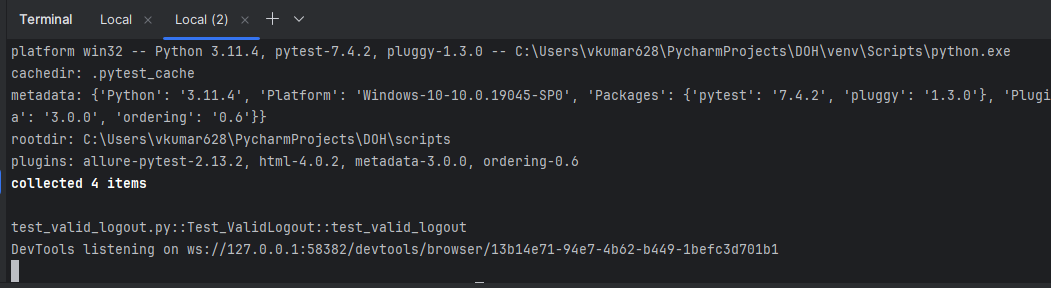 Terminal Local × Local (2) ×
platform win32 -- Python 3.11.4, pytest-7.4.2, pluggy-1.3.0 -- C:\Users\vkumar628\PycharmProjects\DOH\venv\Scripts\python.exe
cachedir: .pytest_cache
metadata: {'Python': '3.11.4', 'Platform': 'Windows-10-10.0.19045-SP0', 'Packages': {'pytest': '7.4.2', 'pluggy': '1.3.0'}, 'Plugi
a': '3.0.0', 'ordering': '0.6'}}
rootdir: C:\Users\vkumar628\PycharmProjects\DOH\scripts
plugins: allure-pytest-2.13.2, html-4.0.2, metadata-3.0.0, ordering-0.6
collected 4 items
test_valid_logout.py::Test_ValidLogout::test_valid_logout
DevTools listening on ws://127.0.0.1:58382/devtools/browser/13b14e71-94e7-4b62-b449-1befc3d701b1